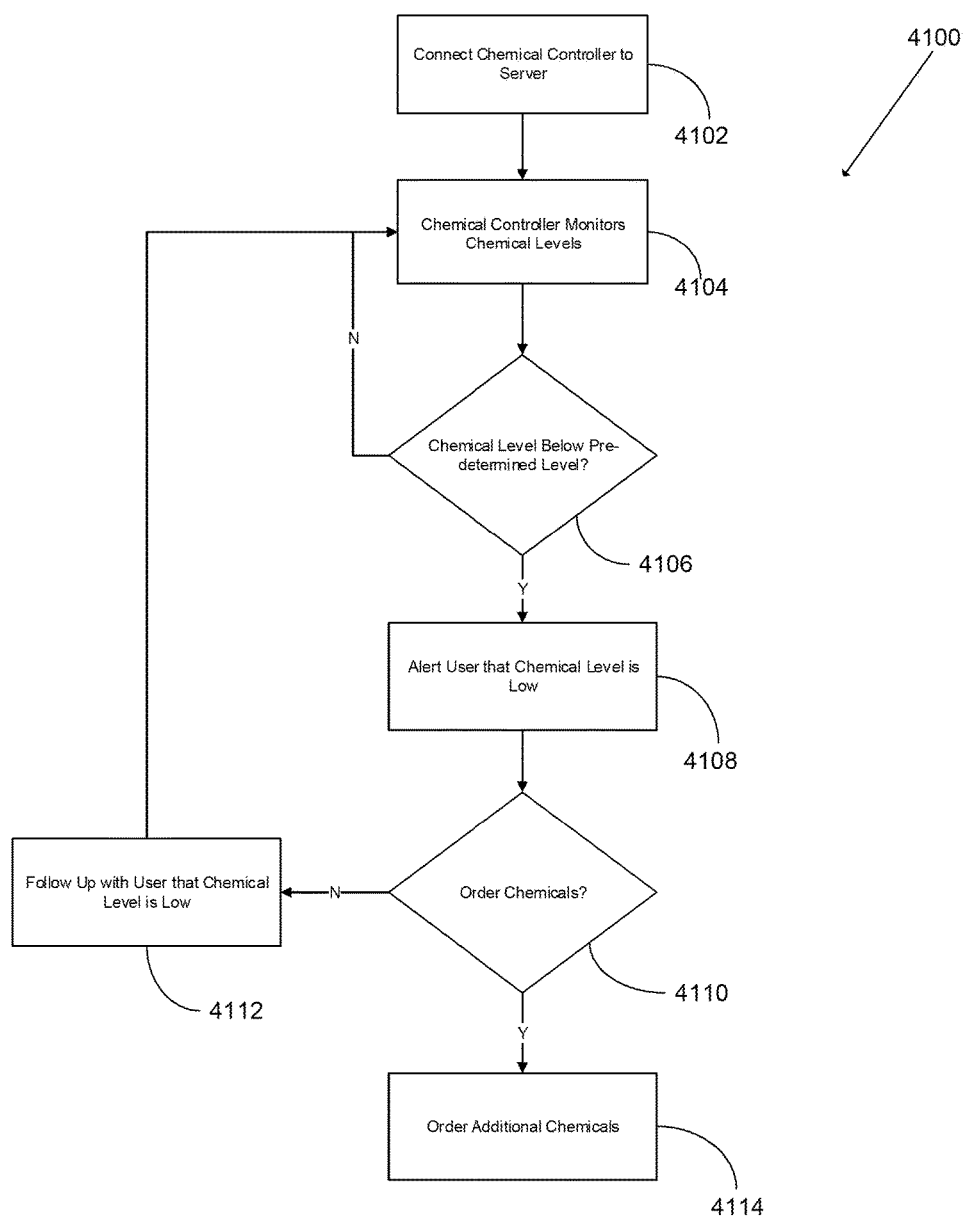 Connect Chemical Controller to
Server
4100
4102
Chemical Controller Monitors
Chemical Levels
4104
N
Chemical Level Below Pre-
determined Level?
4106
Y
Alert User that Chemical Level is
Low
4108
Follow Up with User that Chemical
Level is Low
N
Order Chemicals?
4110
4112
Y
Order Additional Chemicals
4114